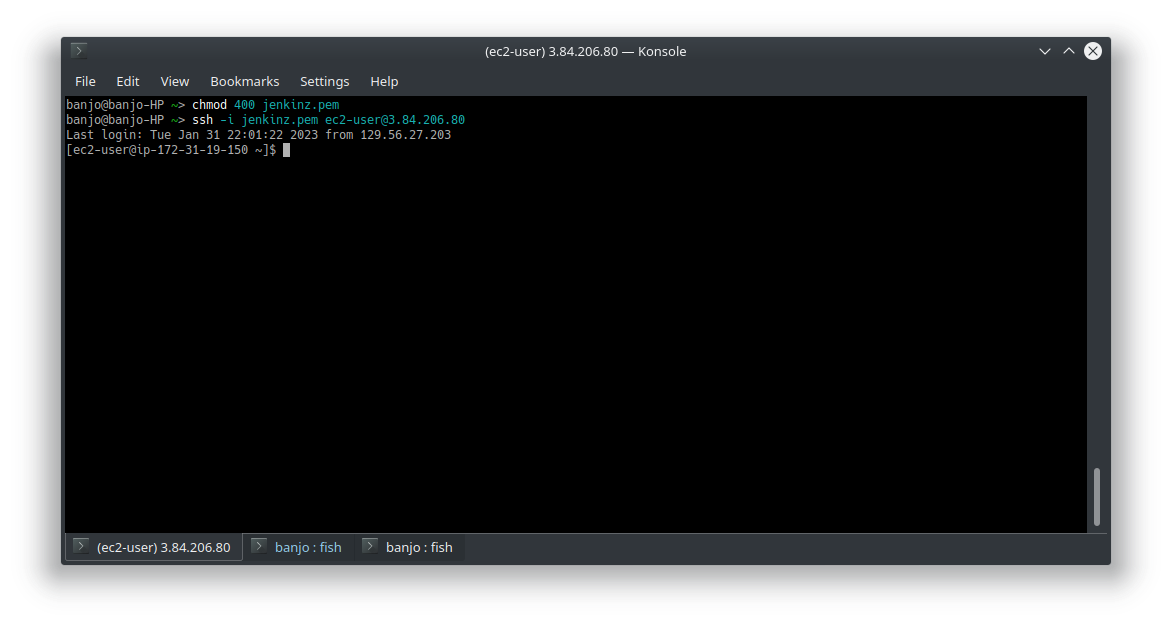 (ec2-user) 3.84.206.80 — Konsole
File Edit View Bookmarks Settings Help
banjo@banjo-HP ~> chmod 400 jenkinz.pem
banjo@banjo-HP ~> ssh -i jenkinz.pem ec2-user@3.84.206.80
Last login: Tue Jan 31 22:01:22 2023 from 129.56.27.203
[ec2-user@ip-172-31-19-150 ~]$
(ec2-user) 3.84.206.80 banjo : fish banjo : fish